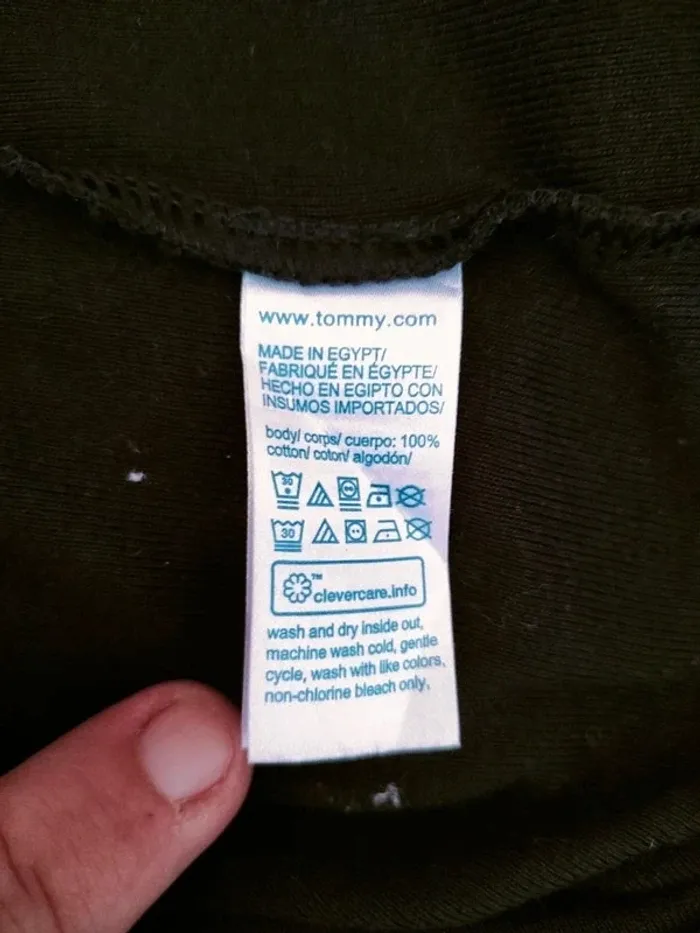 www.tommy.com
MADE IN EGYPT/
FABRIQUÉ EN ÉGYPTE/
HECHO EN EGIPTO CON
INSUMOS IMPORTADOS/
body/ corps/ cuerpo: 100%
cotton/ coton/ algodón/
30
30
™
clevercare.info
wash and dry inside out,
machine wash cold, gentle
cycle, wash with like colors,
non-chlorine bleach only,